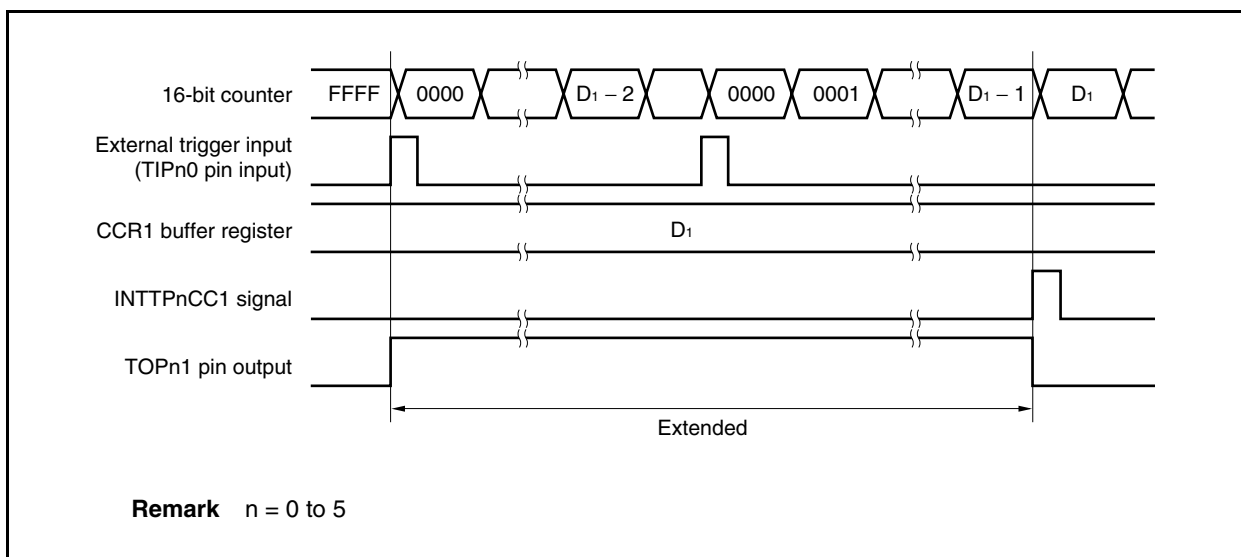 16-bit counter FFFF 0000 D₁ − 2 0000 0001 D₁ − 1 D₁
External trigger input
(TIPn0 pin input)
CCR1 buffer register D₁
INTTPnCC1 signal
TOPn1 pin output
Extended
Remark n = 0 to 5